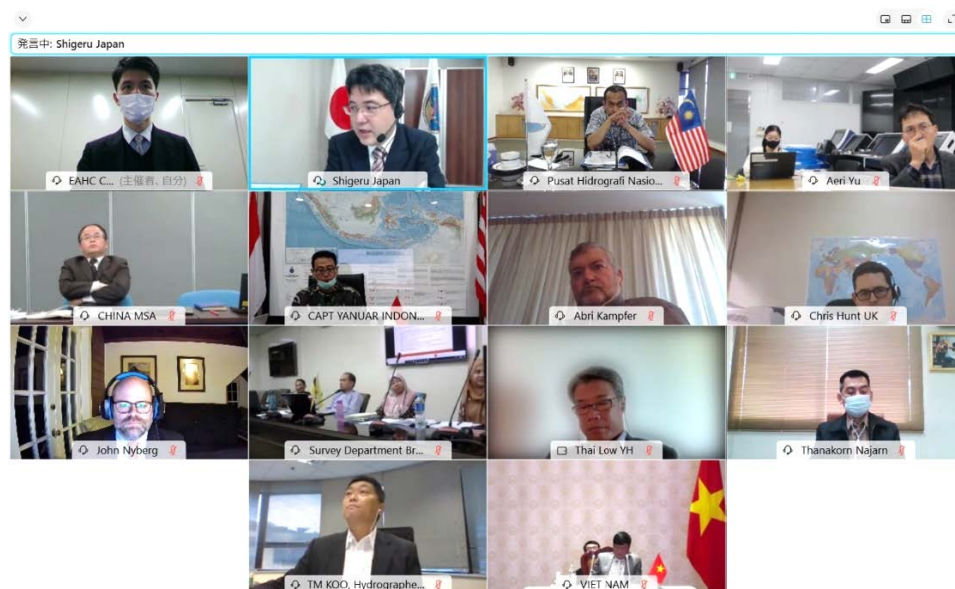 発言中: Shigeru Japan
EAHC C... (主催者, 自分)
Shigeru Japan
Pusat Hidrografi Nasio...
Aeri Yu
CHINA MSA
CAPT YANUAR INDON...
Abri Kampfer
Chris Hunt UK
John Nyberg
Survey Department Br...
Thai Low YH
Thanakorn Najarn
TM KOO, Hydrographe...
VIET NAM